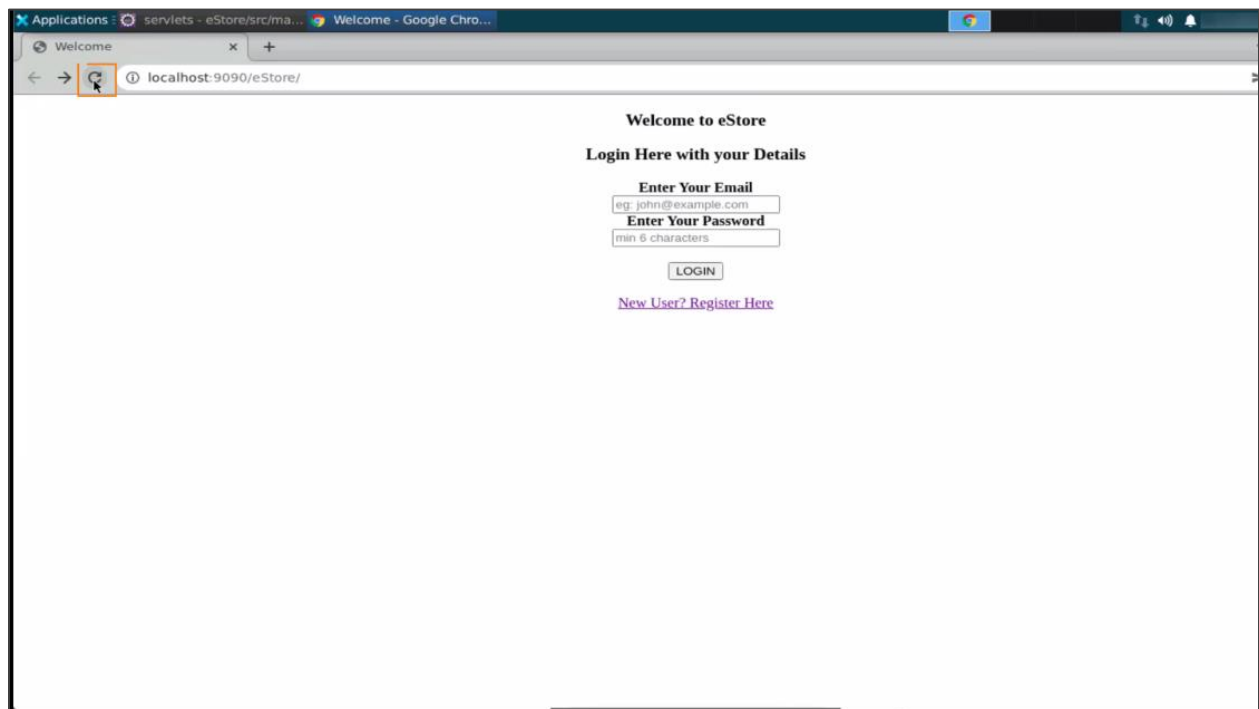 Applications : servlets - eStore/src/ma... Welcome - Google Chro...
Welcome
localhost:9090/eStore/
Welcome to eStore
Login Here with your Details
Enter Your Email
eg: john@example.com
Enter Your Password
min 6 characters
LOGIN
New User? Register Here